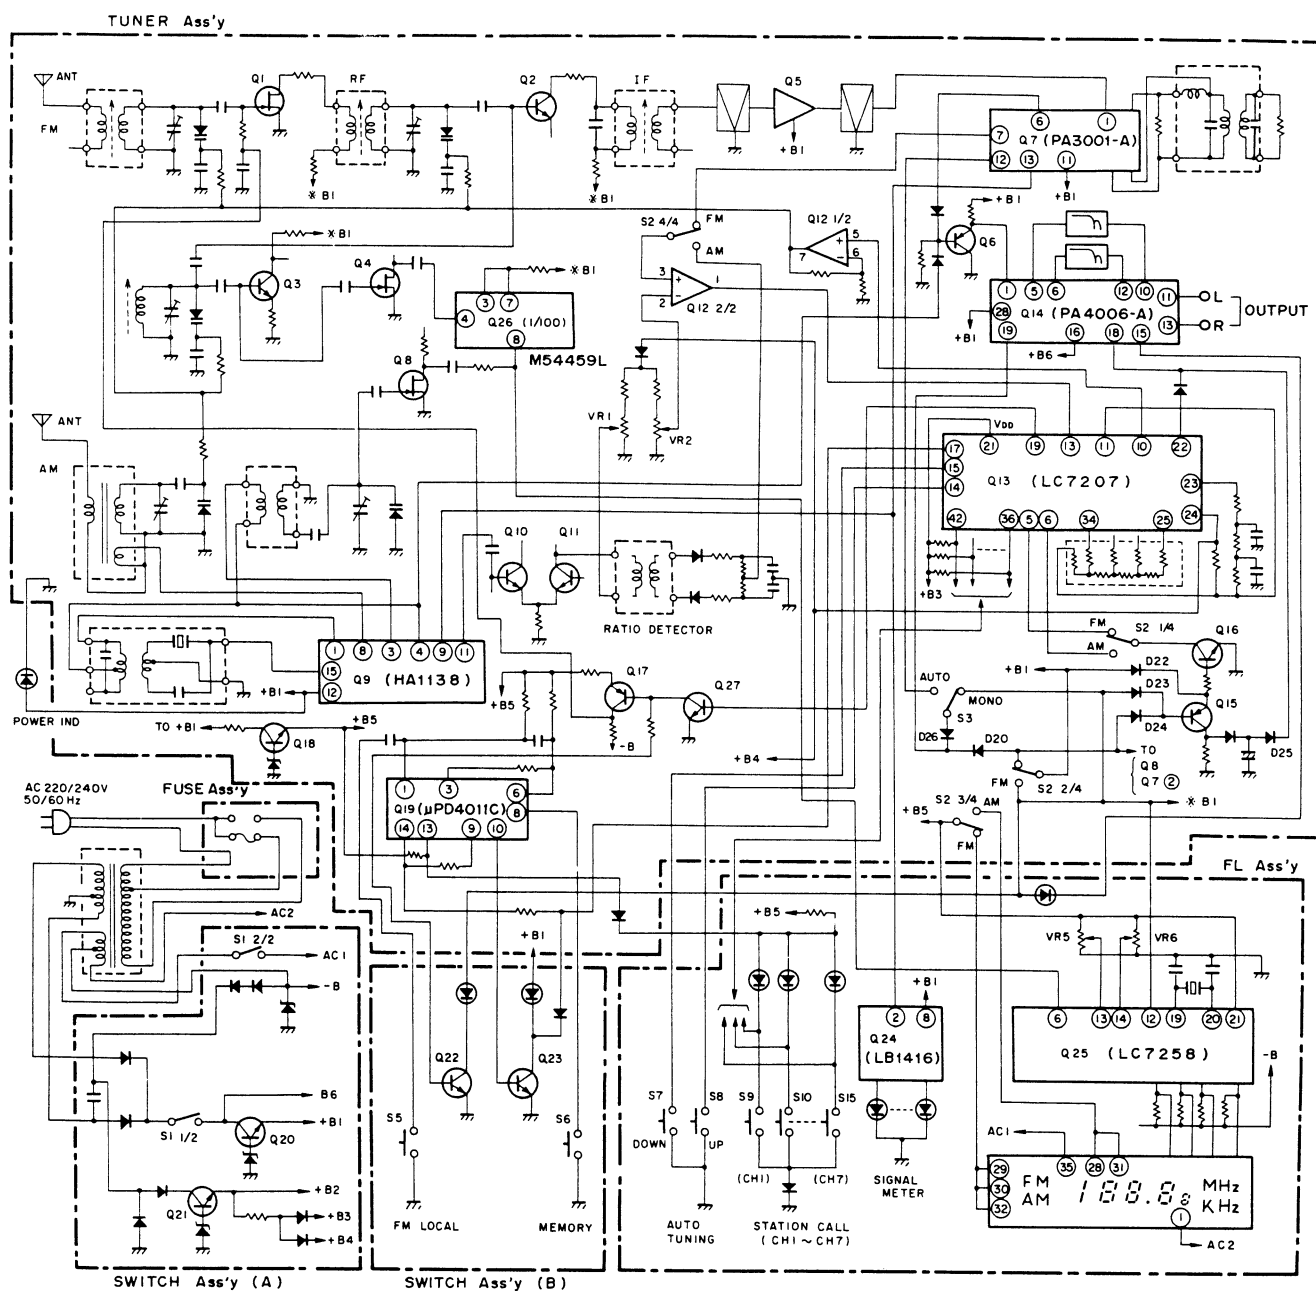 TUNER Ass'y
ANT
FM
Q1
RF
※ B1
Q2
IF
※ B1
Q5
+B1
6
1
7
Q7 (PA3001-A)
12
13
11
+B1
S2 4/4
FM
AM
Q12 1/2
5
7
6
+B1
Q6
※B1
Q3
Q4
3
7
※B1
4
Q26 (1/100)
8
M54459L
3
1
2
Q12 2/2
1
5
6
12
10
28
Q14 (PA4006-A)
11
L
OUTPUT
13
R
19
16
18
15
+B1
+B6
Q8
VR1
VR2
ANT
AM
VDD
17
21
19
13
11
10
22
15
14
Q13 (LC7207)
23
24
42
36
5
6
34
25
+B3
Q10
Q11
RATIO DETECTOR
POWER IND
1
8
3
4
9
11
15
Q9 (HA1138)
12
+B1
TO +B1
+B5
Q18
+B5
Q17
-B
Q27
FM
S2 1/4
AM
Q16
+B1
D22
D23
D24
Q15
AUTO
MONO
S3
D26
D20
D25
TO
Q8
Q7 2
FM
S2 2/4
※ B1
+B4
+B5
S2 3/4
AM
FM
AC 220/240V
50/60 Hz
FUSE Ass'y
1
3
6
8
Q19 (μPD4011C)
14
13
9
10
AC2
S1 2/2
AC1
-B
+B1
Q22
Q23
B6
+B1
S1 1/2
Q20
+B2
Q21
+B3
+B4
SWITCH Ass'y (A)
S5
FM LOCAL
S6
MEMORY
SWITCH Ass'y (B)
FL Ass'y
+B5
VR5
VR6
+B1
2
8
Q24
(LB1416)
6
13
14
12
19
20
21
Q25 (LC7258)
-B
S7
S8
S9
S10
S15
DOWN
UP
(CH1)
(CH7)
AUTO
TUNING
STATION CALL
(CH1～CH7)
SIGNAL
METER
AC1
35
28
31
29
FM
30
AM
32
188.88
MHz
KHz
1
AC2